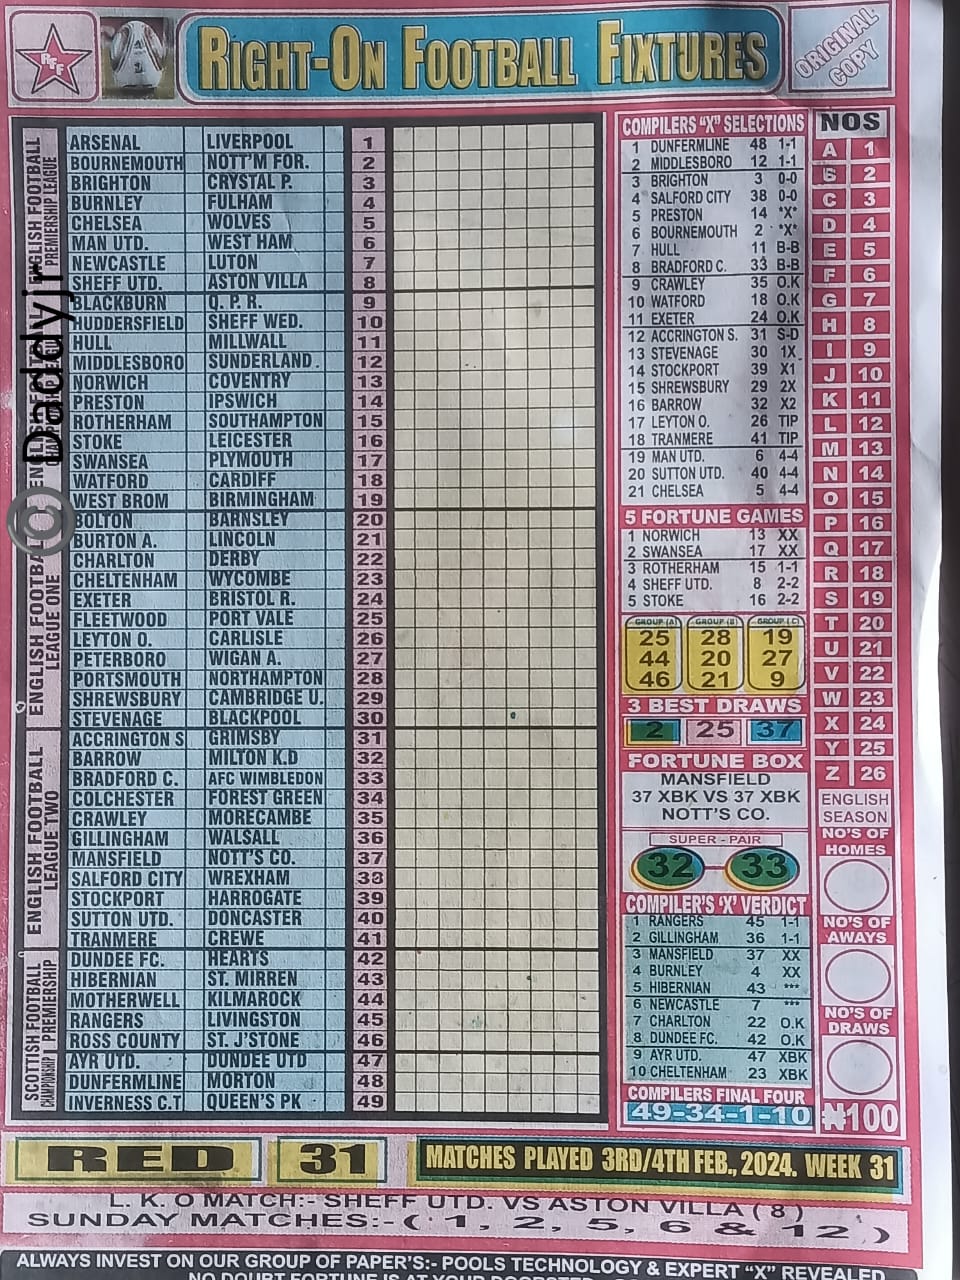 RFF
RIGHT-ON FOOTBALL FIXTURES
ORIGINAL COPY
ENGLISH FOOTBALL
PREMIERSHIP LEAGUE
ARSENAL LIVERPOOL 1
BOURNEMOUTH NOTT'M FOR. 2
BRIGHTON CRYSTAL P. 3
BURNLEY FULHAM 4
CHELSEA WOLVES 5
MAN UTD. WEST HAM 6
NEWCASTLE LUTON 7
SHEFF UTD. ASTON VILLA 8
BLACKBURN Q. P. R. 9
HUDDERSFIELD SHEFF WED. 10
HULL MILLWALL 11
MIDDLESBORO SUNDERLAND. 12
NORWICH COVENTRY 13
PRESTON IPSWICH 14
ROTHERHAM SOUTHAMPTON 15
STOKE LEICESTER 16
SWANSEA PLYMOUTH 17
WATFORD CARDIFF 18
WEST BROM BIRMINGHAM 19
© Daddyjr
ENGLISH FOOTBALL
LEAGUE ONE
BOLTON BARNSLEY 20
BURTON A. LINCOLN 21
CHARLTON DERBY 22
CHELTENHAM WYCOMBE 23
EXETER BRISTOL R. 24
FLEETWOOD PORT VALE 25
LEYTON O. CARLISLE 26
PETERBORO WIGAN A. 27
PORTSMOUTH NORTHAMPTON 28
SHREWSBURY CAMBRIDGE U. 29
STEVENAGE BLACKPOOL 30
ENGLISH FOOTBALL
LEAGUE TWO
ACCRINGTON S GRIMSBY 31
BARROW MILTON K.D 32
BRADFORD C. AFC WIMBLEDON 33
COLCHESTER FOREST GREEN 34
CRAWLEY MORECAMBE 35
GILLINGHAM WALSALL 36
MANSFIELD NOTT'S CO. 37
SALFORD CITY WREXHAM 38
STOCKPORT HARROGATE 39
SUTTON UTD. DONCASTER 40
TRANMERE CREWE 41
SCOTTISH FOOTBALL
PREMIERSHIP
DUNDEE FC. HEARTS 42
HIBERNIAN ST. MIRREN 43
MOTHERWELL KILMAROCK 44
RANGERS LIVINGSTON 45
ROSS COUNTY ST. J'STONE 46
CHAMPIONSHIP
AYR UTD. DUNDEE UTD 47
DUNFERMLINE MORTON 48
INVERNESS C.T QUEEN'S PK 49
COMPILERS "X" SELECTIONS
1 DUNFERMLINE 48 1-1
2 MIDDLESBORO 12 1-1
3 BRIGHTON 3 0-0
4 SALFORD CITY 38 0-0
5 PRESTON 14 *X*
6 BOURNEMOUTH 2 *X*
7 HULL 11 B-B
8 BRADFORD C. 33 B-B
9 CRAWLEY 35 O.K
10 WATFORD 18 O.K
11 EXETER 24 O.K
12 ACCRINGTON S. 31 S-D
13 STEVENAGE 30 1X
14 STOCKPORT 39 X1
15 SHREWSBURY 29 2X
16 BARROW 32 X2
17 LEYTON O. 26 TIP
18 TRANMERE 41 TIP
19 MAN UTD. 6 4-4
20 SUTTON UTD. 40 4-4
21 CHELSEA 5 4-4
5 FORTUNE GAMES
1 NORWICH 13 XX
2 SWANSEA 17 XX
3 ROTHERHAM 15 1-1
4 SHEFF UTD. 8 2-2
5 STOKE 16 2-2
GROUP (A) GROUP (B) GROUP (C)
25 28 19
44 20 27
46 21 9
3 BEST DRAWS
2 25 37
FORTUNE BOX
MANSFIELD
37 XBK VS 37 XBK
NOTT'S CO.
SUPER - PAIR
32 33
COMPILER'S 'X' VERDICT
1 RANGERS 45 1-1
2 GILLINGHAM 36 1-1
3 MANSFIELD 37 XX
4 BURNLEY 4 XX
5 HIBERNIAN 43 ***
6 NEWCASTLE 7 ***
7 CHARLTON 22 O.K
8 DUNDEE FC. 42 O.K
9 AYR UTD. 47 XBK
10 CHELTENHAM 23 XBK
COMPILERS FINAL FOUR
49-34-1-10
NOS
A 1
B 2
C 3
D 4
E 5
F 6
G 7
H 8
I 9
J 10
K 11
L 12
M 13
N 14
O 15
P 16
Q 17
R 18
S 19
T 20
U 21
V 22
W 23
X 24
Y 25
Z 26
ENGLISH
SEASON
NO'S OF
HOMES
NO'S OF
AWAYS
NO'S OF
DRAWS
₦100
RED 31 MATCHES PLAYED 3RD/4TH FEB., 2024. WEEK 31
L. K. O MATCH:- SHEFF UTD. VS ASTON VILLA ( 8 )
SUNDAY MATCHES:- ( 1, 2, 5, 6 & 12 )
ALWAYS INVEST ON OUR GROUP OF PAPER'S:- POOLS TECHNOLOGY & EXPERT "X" REVEALED
NO DOUBT FORTUNE IS AT YOUR